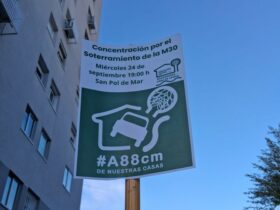 Concentración por el
Soterramiento de la M30
Miércoles 24 de
septiembre 19:00 h
San Pol de Mar
#A88cm
DE NUESTRAS CASAS